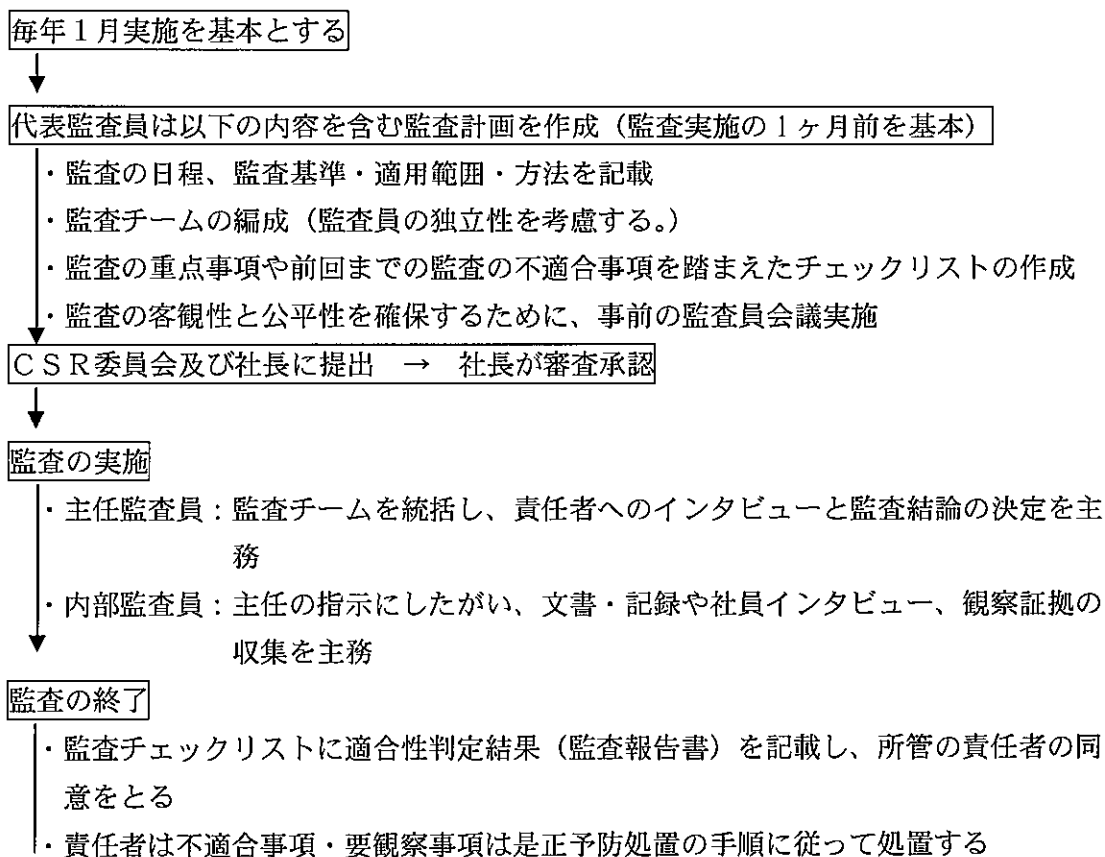 毎年1月実施を基本とする
代表監査員は以下の内容を含む監査計画を作成（監査実施の1ヶ月前を基本）
・監査の日程、監査基準・適用範囲・方法を記載
・監査チームの編成（監査員の独立性を考慮する。）
・監査の重点事項や前回までの監査の不適合事項を踏まえたチェックリストの作成
・監査の客観性と公平性を確保するために、事前の監査員会議実施
ＣＳＲ委員会及び社長に提出　→　社長が審査承認
監査の実施
・主任監査員：監査チームを統括し、責任者へのインタビューと監査結論の決定を主
務
・内部監査員：主任の指示にしたがい、文書・記録や社員インタビュー、観察証拠の
収集を主務
監査の終了
・監査チェックリストに適合性判定結果（監査報告書）を記載し、所管の責任者の同
意をとる
・責任者は不適合事項・要観察事項は是正予防処置の手順に従って処置する